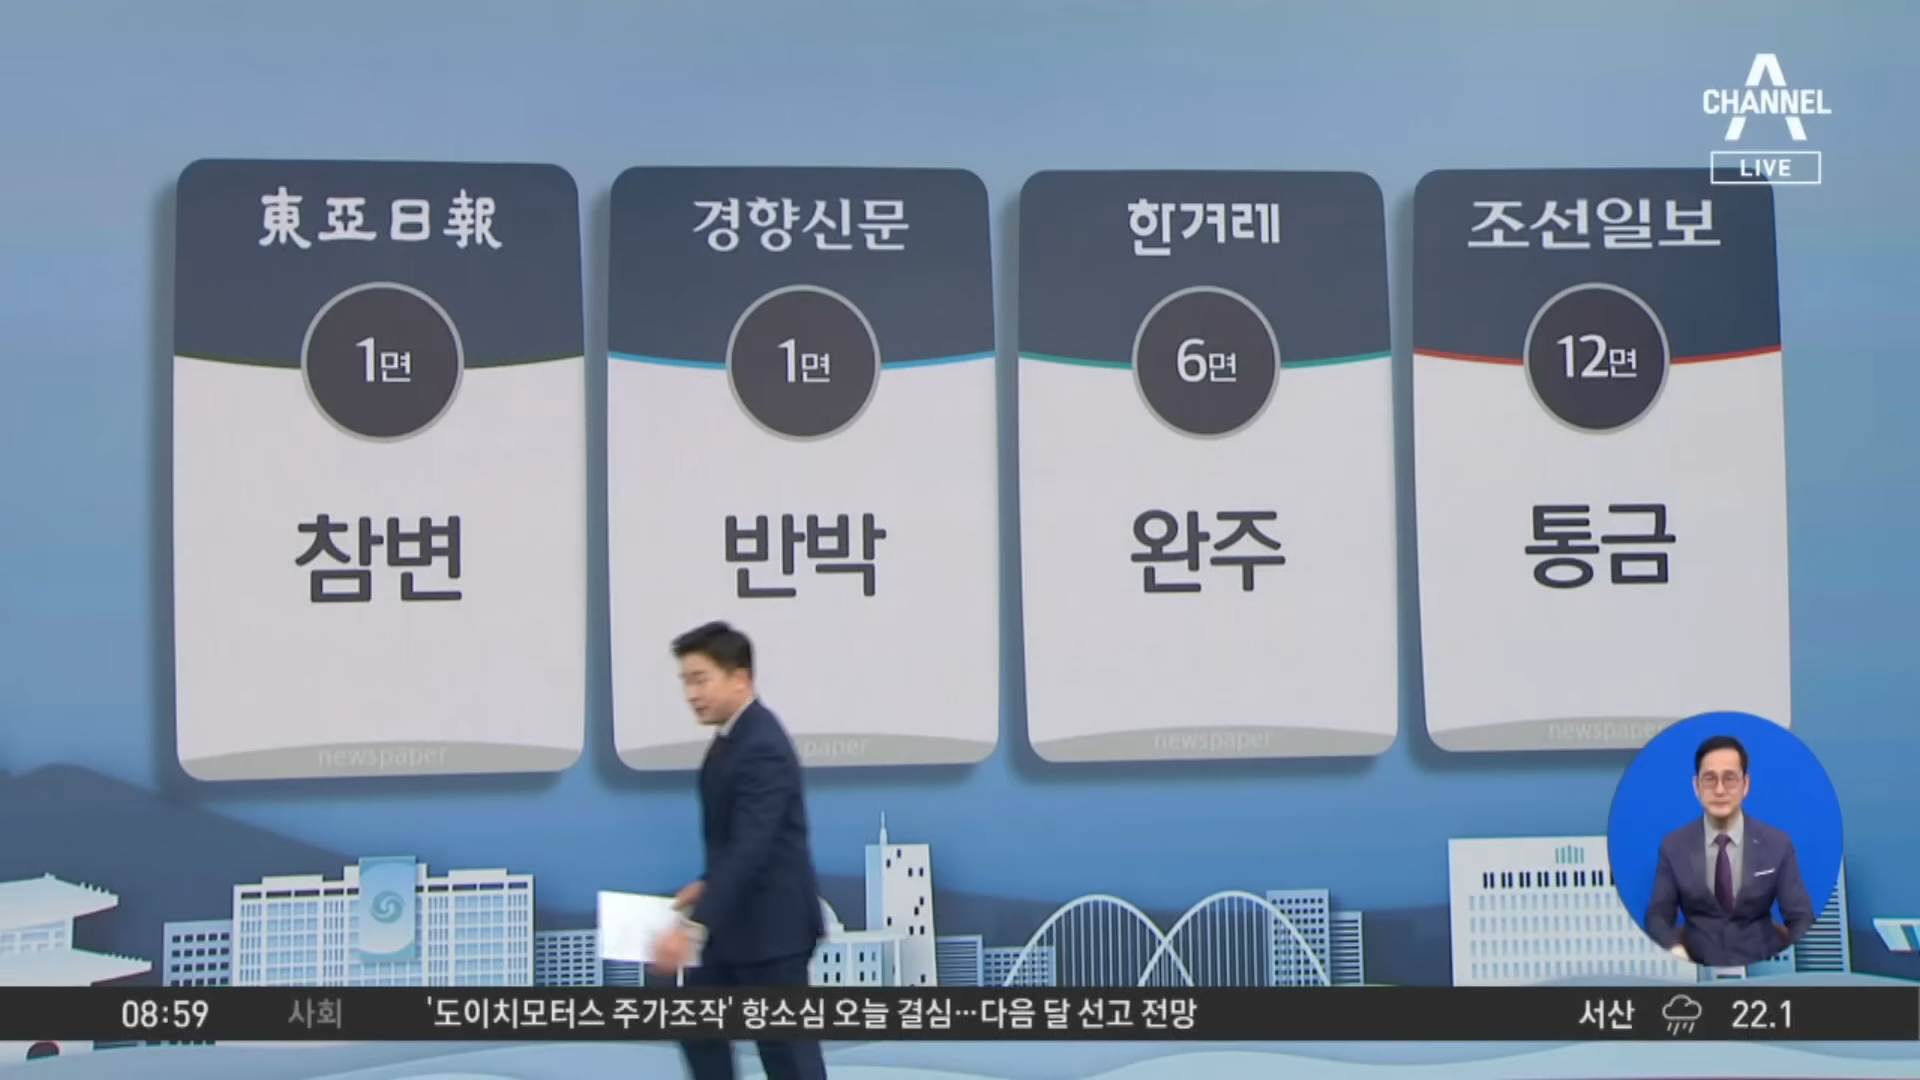 CHANNEL A
LIVE
東亞日報
1면
참변
newspaper
경향신문
1면
반박
paper
한겨레
6면
완주
newspaper
조선일보
12면
통금
newspaper
08:59 사회 '도이치모터스 주가조작' 항소심 오늘 결심…다음 달 선고 전망 서산 22.1